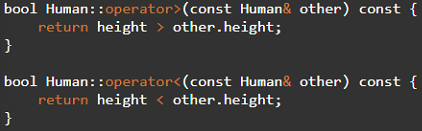 bool Human::operator>(const Human& other) const {
    return height > other.height;
}
bool Human::operator<(const Human& other) const {
    return height < other.height;
}